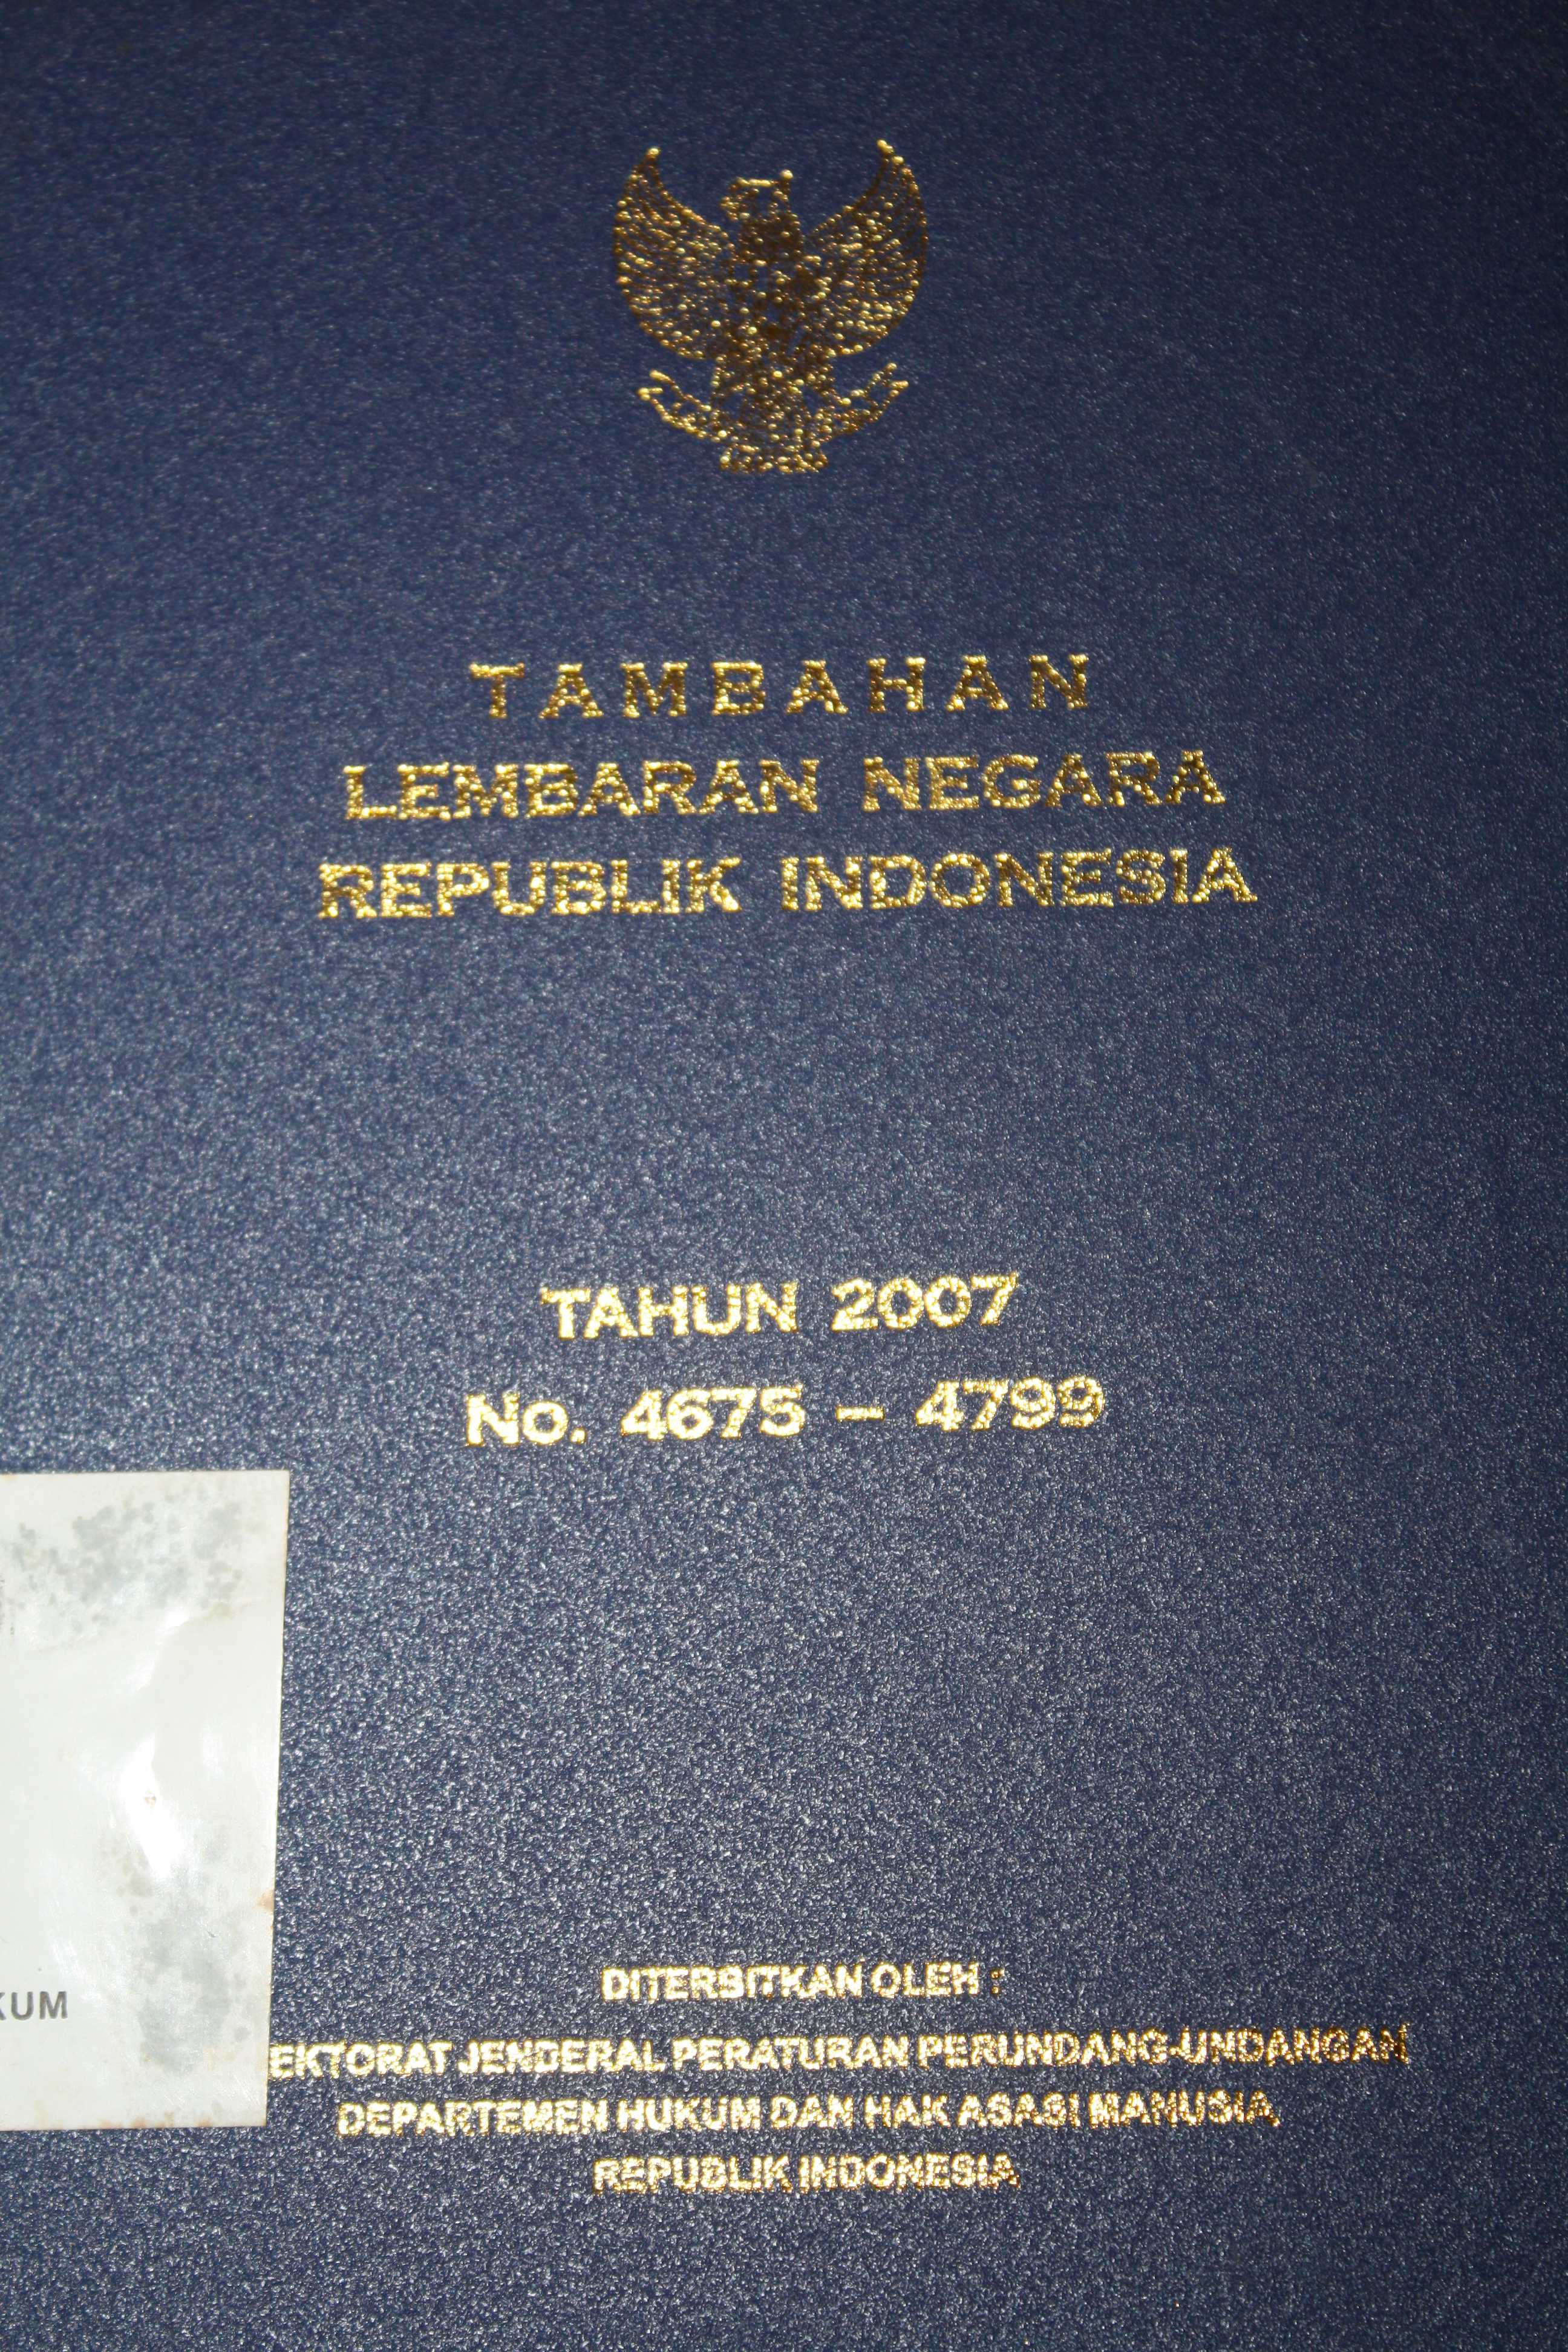 TAMBAHAN
LEMBARAN NEGARA
REPUBLIK INDONESIA
TAHUN 2007
No. 4675 – 4799
KUM
DITERBITKAN OLEH :
EKTORAT JENDERAL PERATURAN PERUNDANG-UNDANGAN
DEPARTEMEN HUKUM DAN HAK ASASI MANUSIA
REPUBLIK INDONESIA